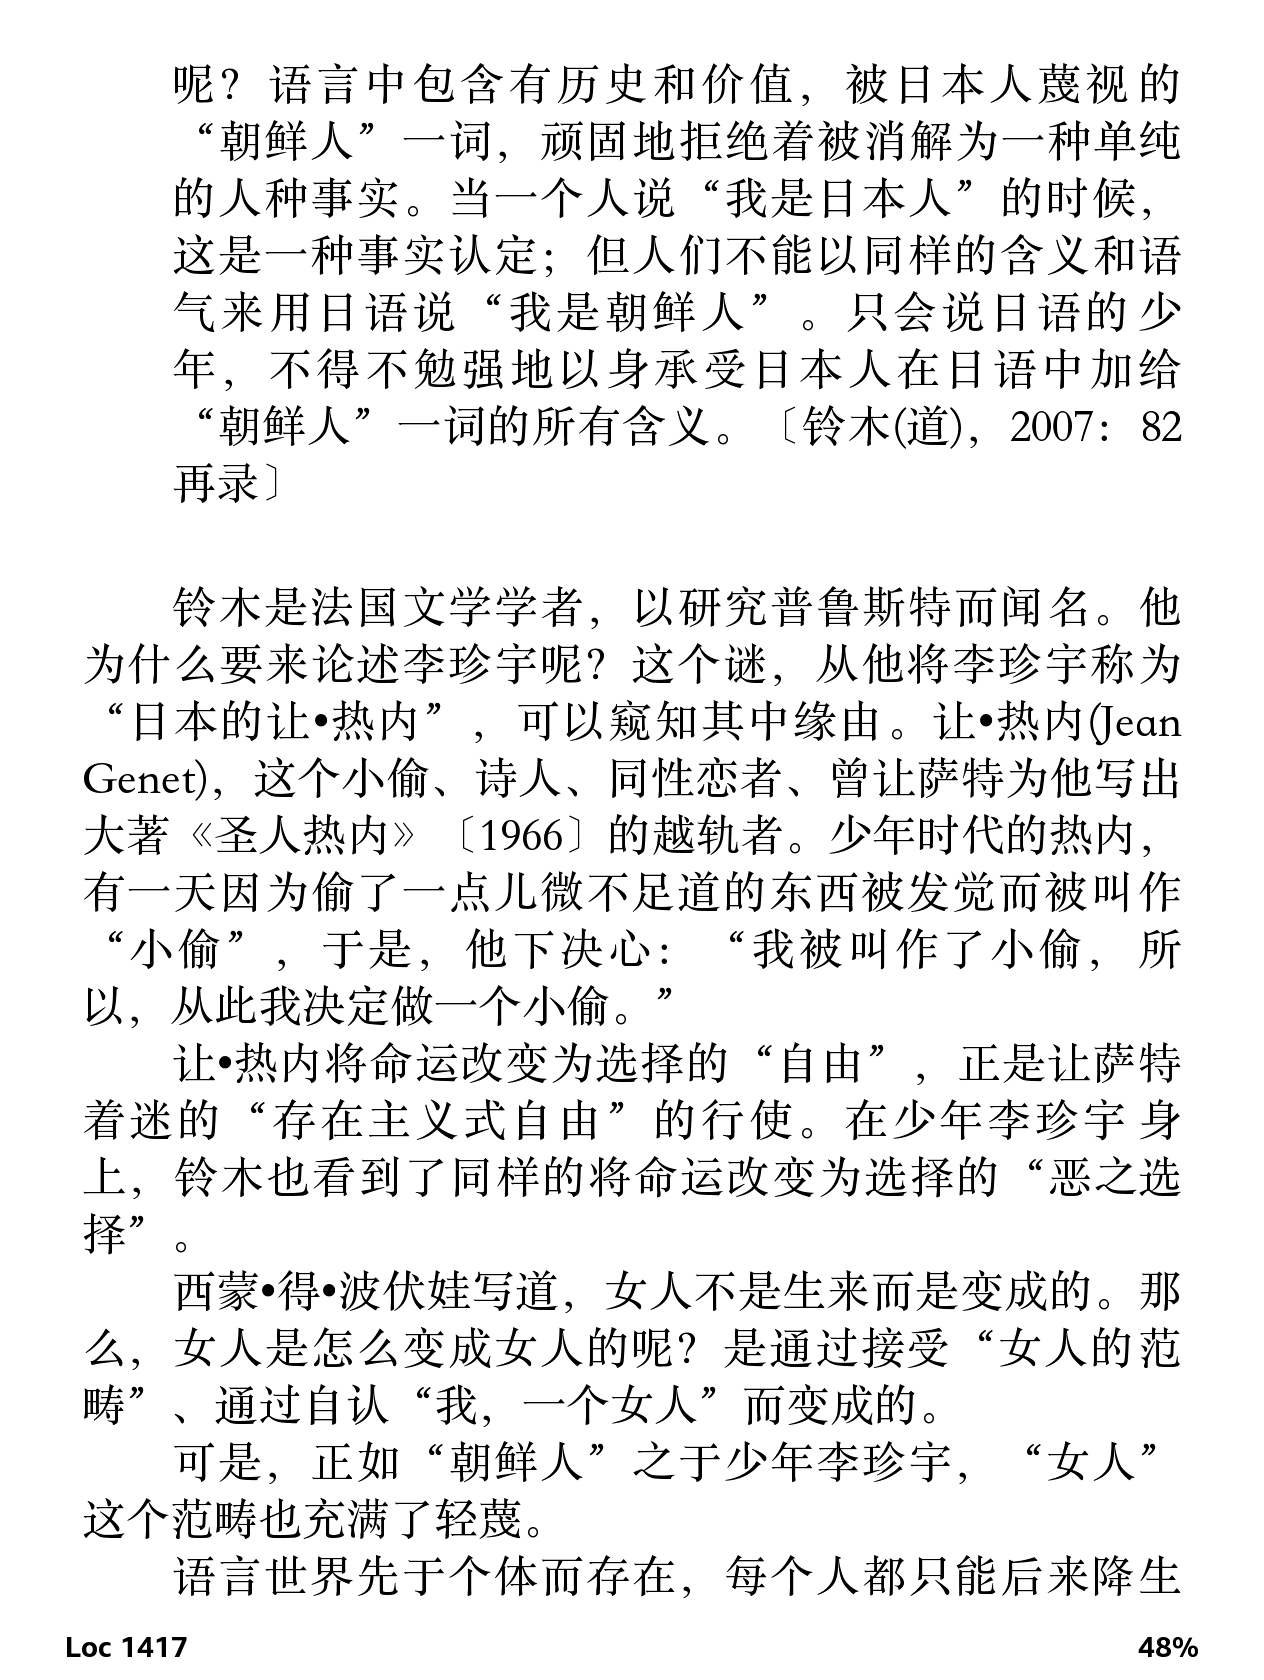 呢？语言中包含有历史和价值，被日本人蔑视的
“朝鲜人”一词，顽固地拒绝着被消解为一种单纯
的人种事实。当一个人说“我是日本人”的时候，
这是一种事实认定；但人们不能以同样的含义和语
气来用日语说“我是朝鲜人”。只会说日语的少
年，不得不勉强地以身承受日本人在日语中加给
“朝鲜人”一词的所有含义。〔铃木(道)，2007：82
再录〕
铃木是法国文学学者，以研究普鲁斯特而闻名。他
为什么要来论述李珍宇呢？这个谜，从他将李珍宇称为
“日本的让•热内”，可以窥知其中缘由。让•热内(Jean
Genet)，这个小偷、诗人、同性恋者、曾让萨特为他写出
大著《圣人热内》〔1966〕的越轨者。少年时代的热内，
有一天因为偷了一点儿微不足道的东西被发觉而被叫作
“小偷”，于是，他下决心：“我被叫作了小偷，所
以，从此我决定做一个小偷。”
让•热内将命运改变为选择的“自由”，正是让萨特
着迷的“存在主义式自由”的行使。在少年李珍宇身
上，铃木也看到了同样的将命运改变为选择的“恶之选
择”。
西蒙•得•波伏娃写道，女人不是生来而是变成的。那
么，女人是怎么变成女人的呢？是通过接受“女人的范
畴”、通过自认“我，一个女人”而变成的。
可是，正如“朝鲜人”之于少年李珍宇，“女人”
这个范畴也充满了轻蔑。
语言世界先于个体而存在，每个人都只能后来降生
Loc 1417
48%